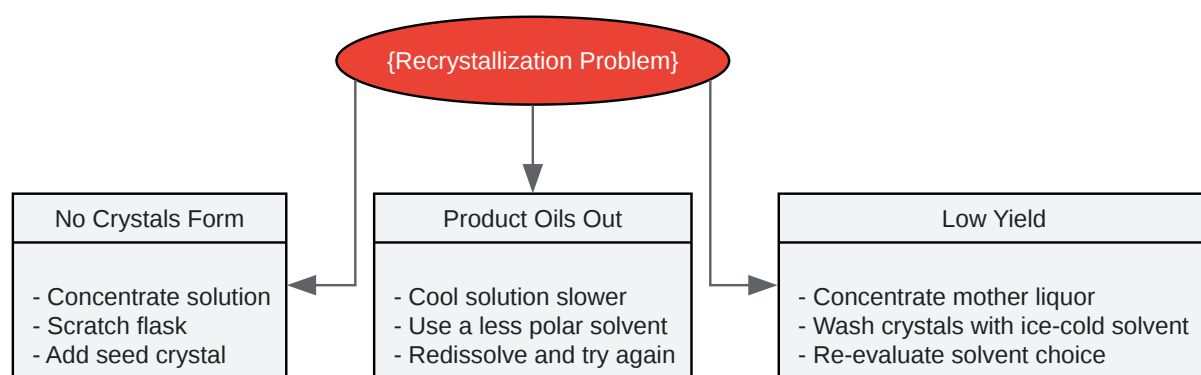 {Recrystallization Problem}
No Crystals Form
- Concentrate solution
- Scratch flask
- Add seed crystal
Product Oils Out
- Cool solution slower
- Use a less polar solvent
- Redissolve and try again
Low Yield
- Concentrate mother liquor
- Wash crystals with ice-cold solvent
- Re-evaluate solvent choice